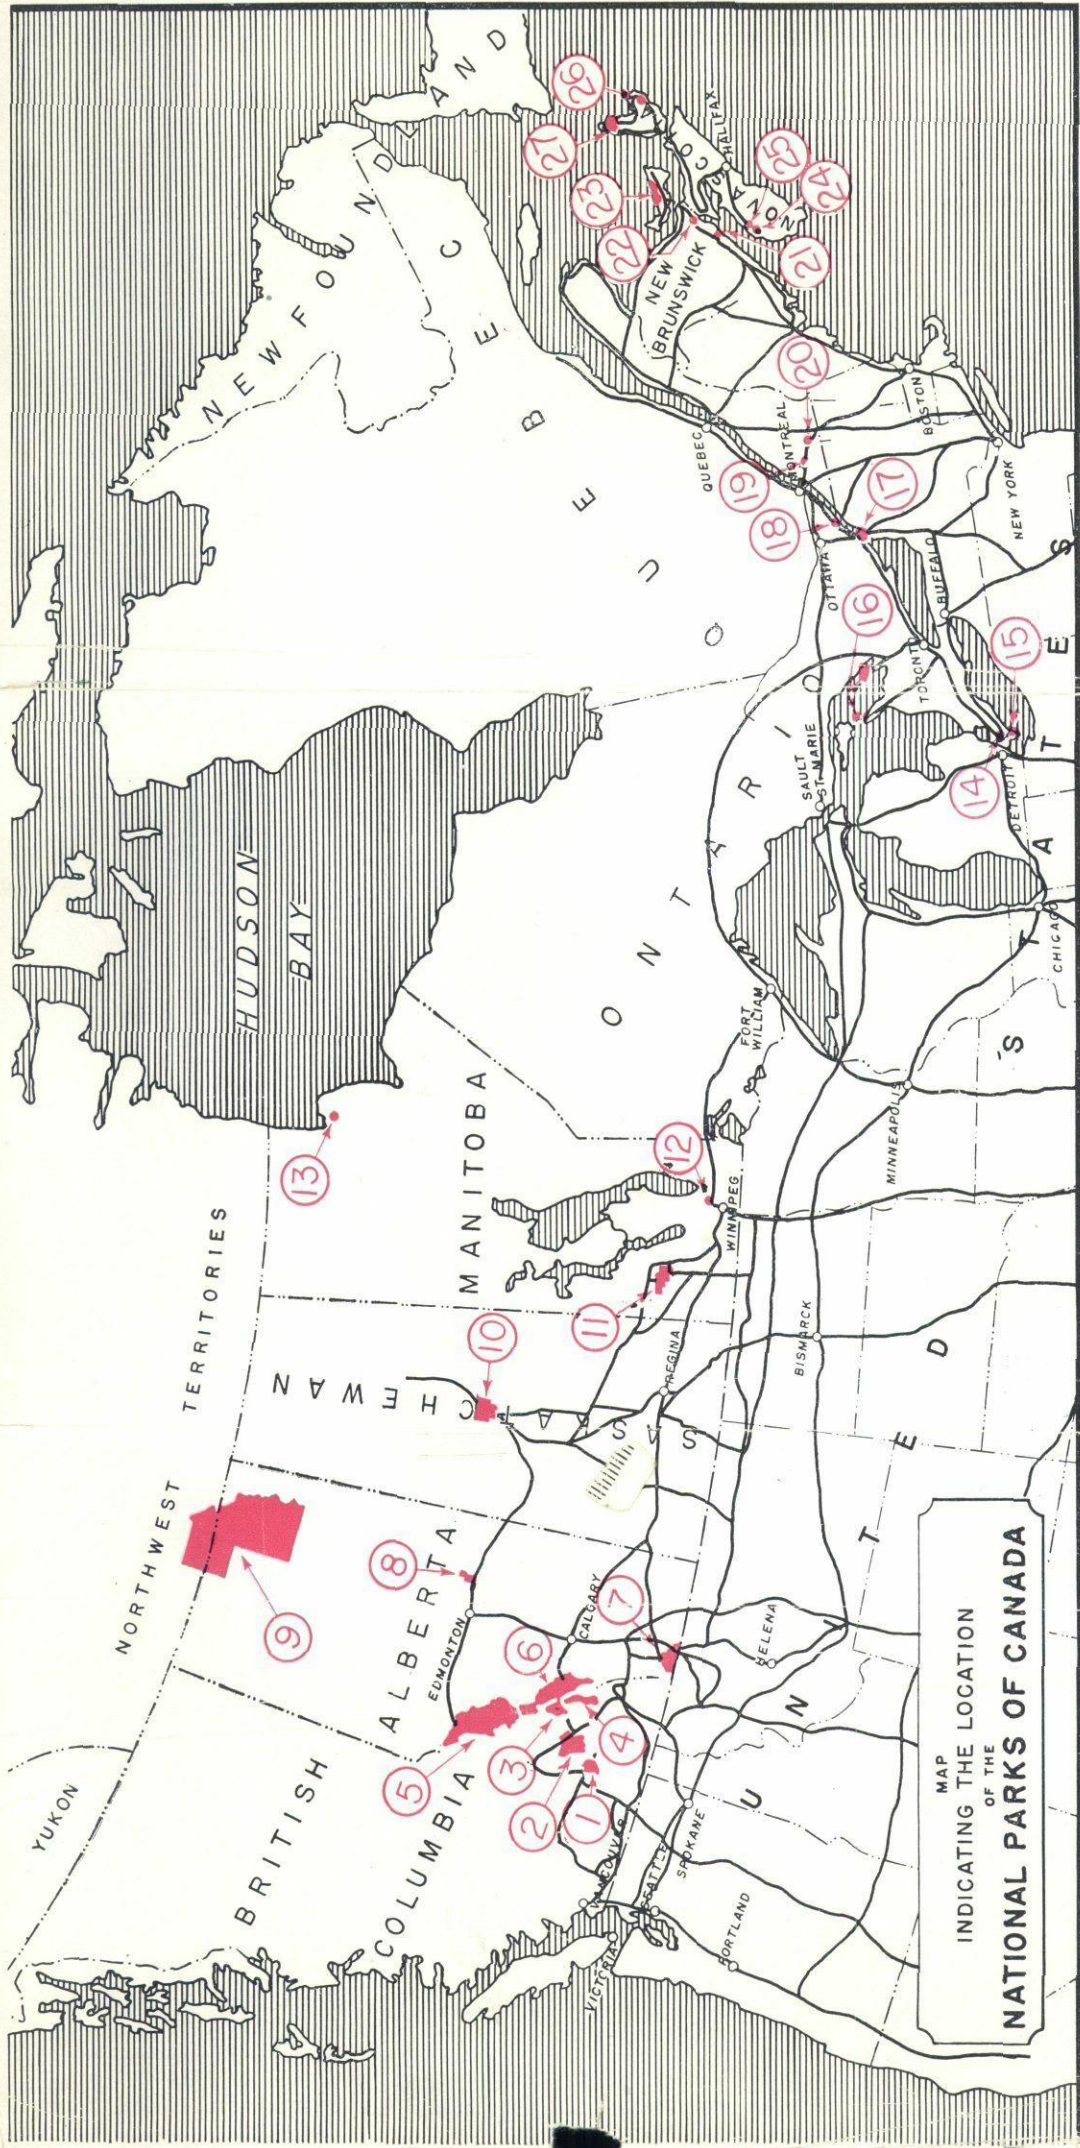 YUKON
NORTHWEST TERRITORIES
BRITISH
COLUMBIA
ALBERTA
SASKATCHEWAN
MANITOBA
ONTARIO
QUEBEC
NEWFOUNDLAND
NEW
BRUNSWICK
NOVA SCO
HUDSON
BAY
UNITED STATES
VICTORIA
VANCOUVER
SEATTLE
PORTLAND
SPOKANE
HELENA
EDMONTON
CALGARY
REGINA
BISMARCK
WINNIPEG
MINNEAPOLIS
FORT
WILLIAM
SAULT
ST MARIE
CHICAGO
DETROIT
TORONTO
BUFFALO
OTTAWA
MONTREAL
QUEBEC
NEW YORK
BOSTON
HALIFAX
1
2
3
4
5
6
7
8
9
10
11
12
13
14
15
16
17
18
19
20
21
22
23
24
25
26
27
MAP
INDICATING THE LOCATION
OF THE
NATIONAL PARKS OF CANADA